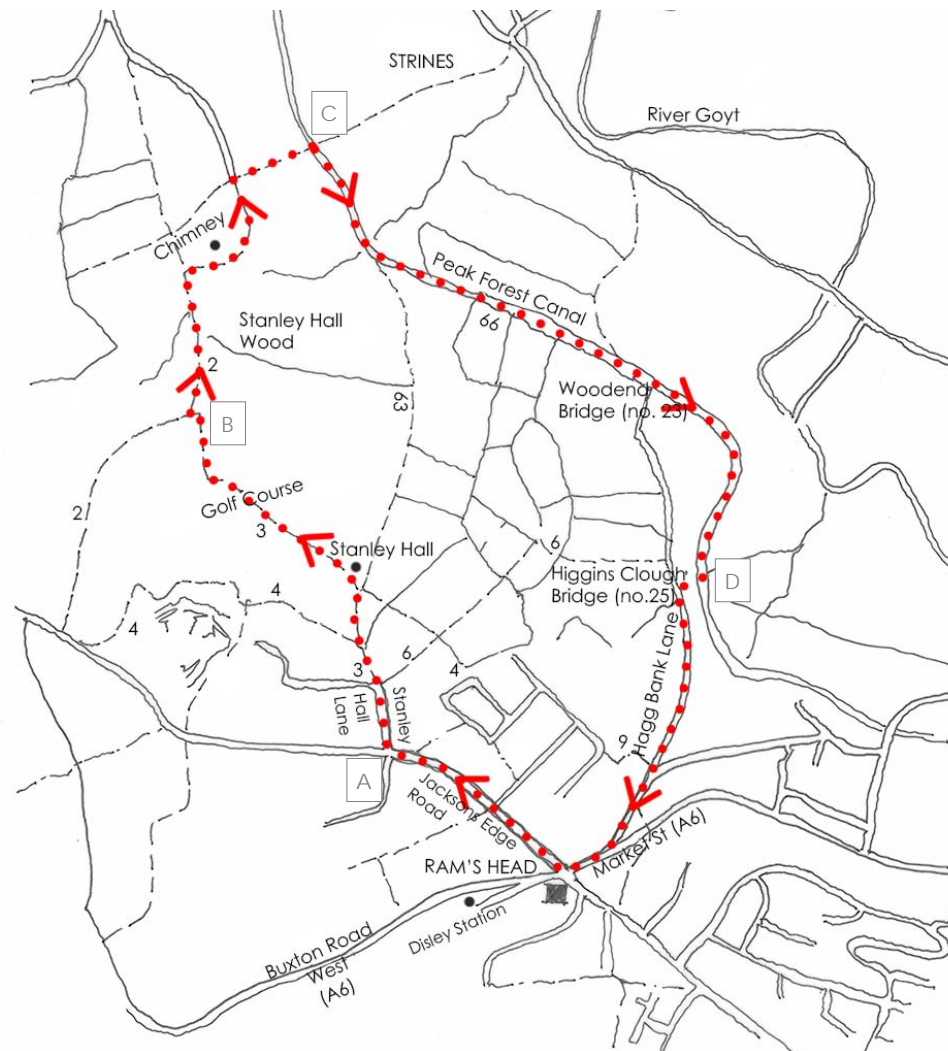 STRINES
C
River Goyt
Chimney
Peak Forest Canal
Stanley Hall
Wood
66
2
63
Woodend
Bridge (no. 23)
B
Golf Course
2
3
Stanley Hall
6
Higgins Clough
Bridge (no.25)
D
4
4
3
6
4
Stanley
Hall
Lane
Hagg Bank Lane
9
A
Jacksons Edge
Road
Market St (A6)
RAM'S HEAD
Disley Station
Buxton Road
West
(A6)